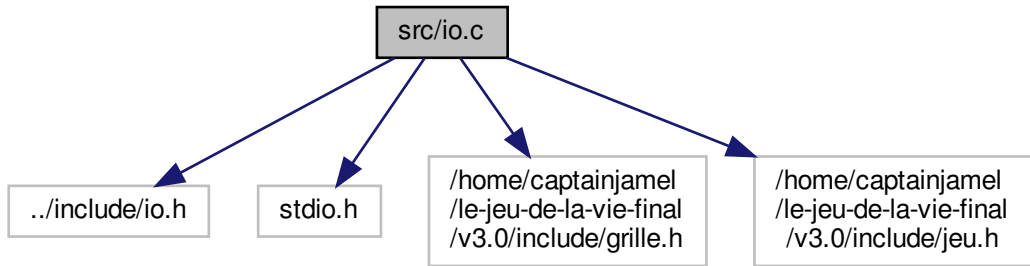 src/io.c
../include/io.h
stdio.h
/home/captainjamel
/le-jeu-de-la-vie-final
/v3.0/include/grille.h
/home/captainjamel
/le-jeu-de-la-vie-final
/v3.0/include/jeu.h